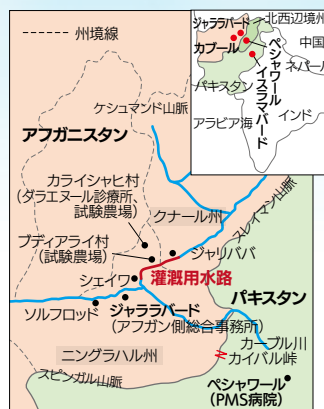 州境線
ジャララバード
北西辺境州
カブール
中国
ペシャワール
イスラマバード
ネパール
パキスタン
インド
アラビア海
ケシュマンド山脈
アフガニスタン
カライシャヒ村
(ダラエヌール診療所、
試験農場)
クナール州
スレイマン山脈
ブディアライ村
(試験農場)
ジャリババ
シェイワ
灌漑用水路
パキスタン
ソルフロッド
ジャララバード
(アフガン側総合事務所)
カーブル川
カイバル峠
ニングラハル州
スピンガル山脈
ペシャワール
(PMS病院)